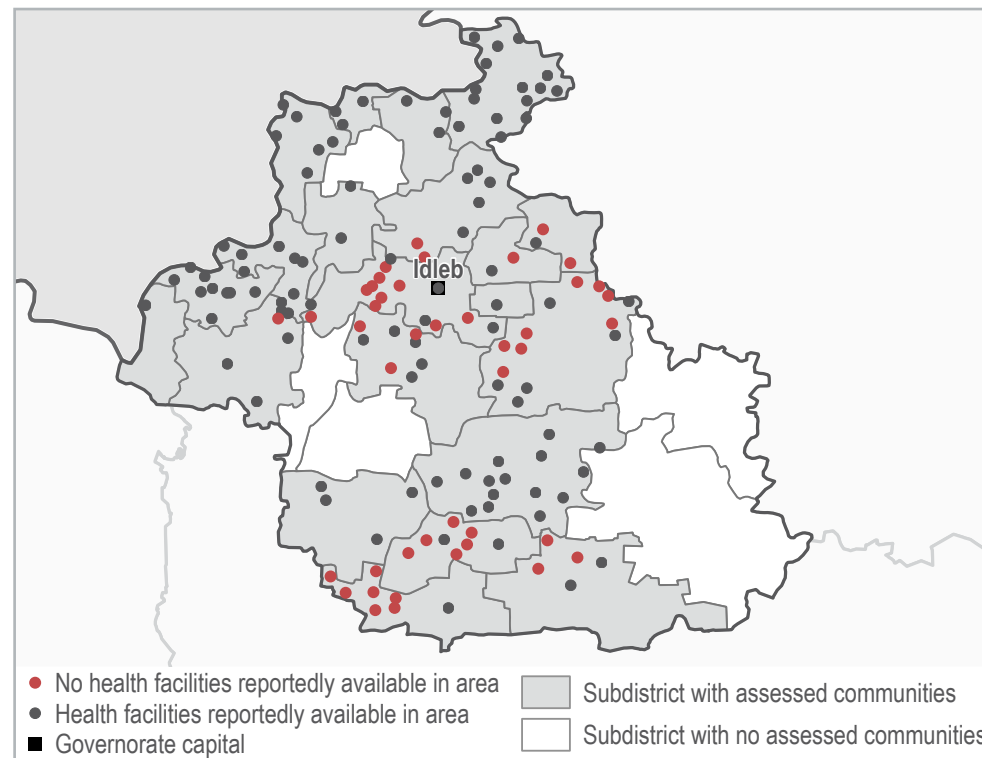 Idleb
No health facilities reportedly available in area
Health facilities reportedly available in area
Governorate capital
Subdistrict with assessed communities
Subdistrict with no assessed communities